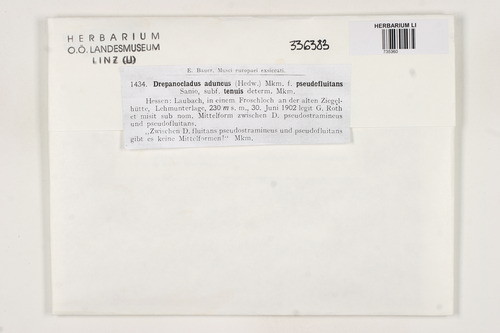 HERBARIUM
O.Ö. LANDESMUSEUM
LINZ (U)
336383
HERBARIUM LI
735360
E. Bauer, Musci europaei exsiccati.
1434. Drepanocladus aduncus (Hedw.) Mkm. f. pseudofluitans
Sanio, subf. tenuis determ. Mkm.
Hessen: Laubach, in einem Froschloch an der alten Ziegel-
hütte, Lehmunterlage, 230 m s. m., 30. Juni 1902 legit G. Roth
et misit sub nom. Mittelform zwischen D. pseudostramineus
und pseudofluitans.
„Zwischen D. fluitans pseudostramineus und pseudofluitans
gibt es keine Mittelformen!" Mkm.